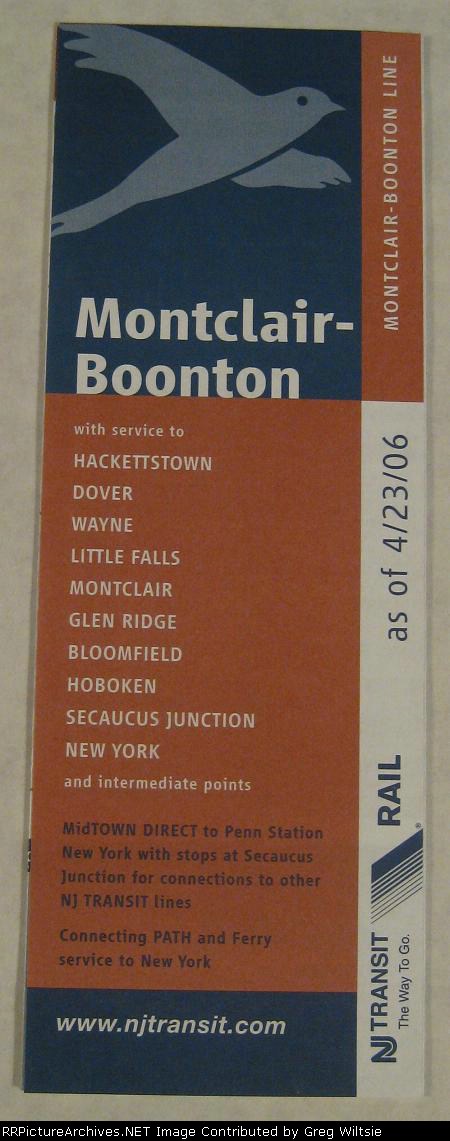 MONTCLAIR-BOONTON LINE
Montclair-
Boonton
with service to
HACKETTSTOWN
DOVER
WAYNE
LITTLE FALLS
MONTCLAIR
GLEN RIDGE
BLOOMFIELD
HOBOKEN
SECAUCUS JUNCTION
NEW YORK
and intermediate points
MidTOWN DIRECT to Penn Station
New York with stops at Secaucus
Junction for connections to other
NJ TRANSIT lines
Connecting PATH and Ferry
service to New York
www.njtransit.com
as of 4/23/06
RAIL
®
NJ TRANSIT
The Way To Go.
RRPictureArchives.NET Image Contributed by Greg Wiltsie